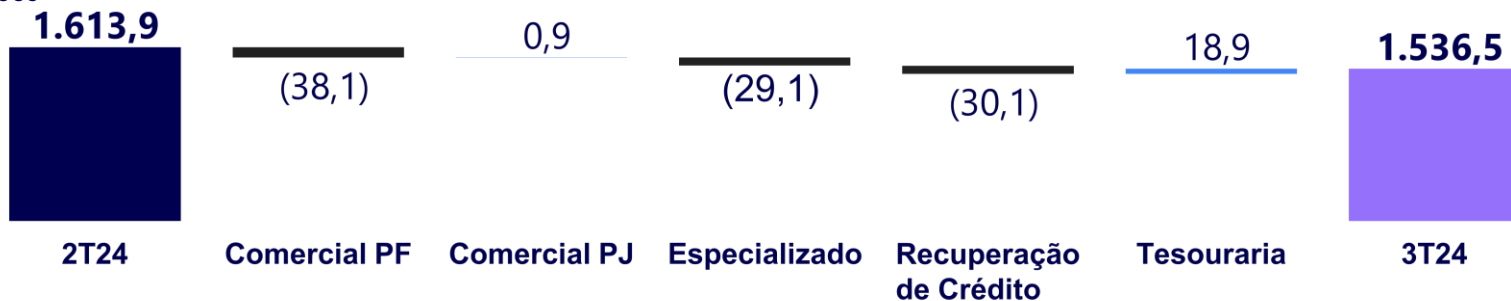 1.613,9
(38,1)
0,9
(29,1)
(30,1)
18,9
1.536,5
2T24
Comercial PF
Comercial PJ
Especializado
Recuperação
de Crédito
Tesouraria
3T24